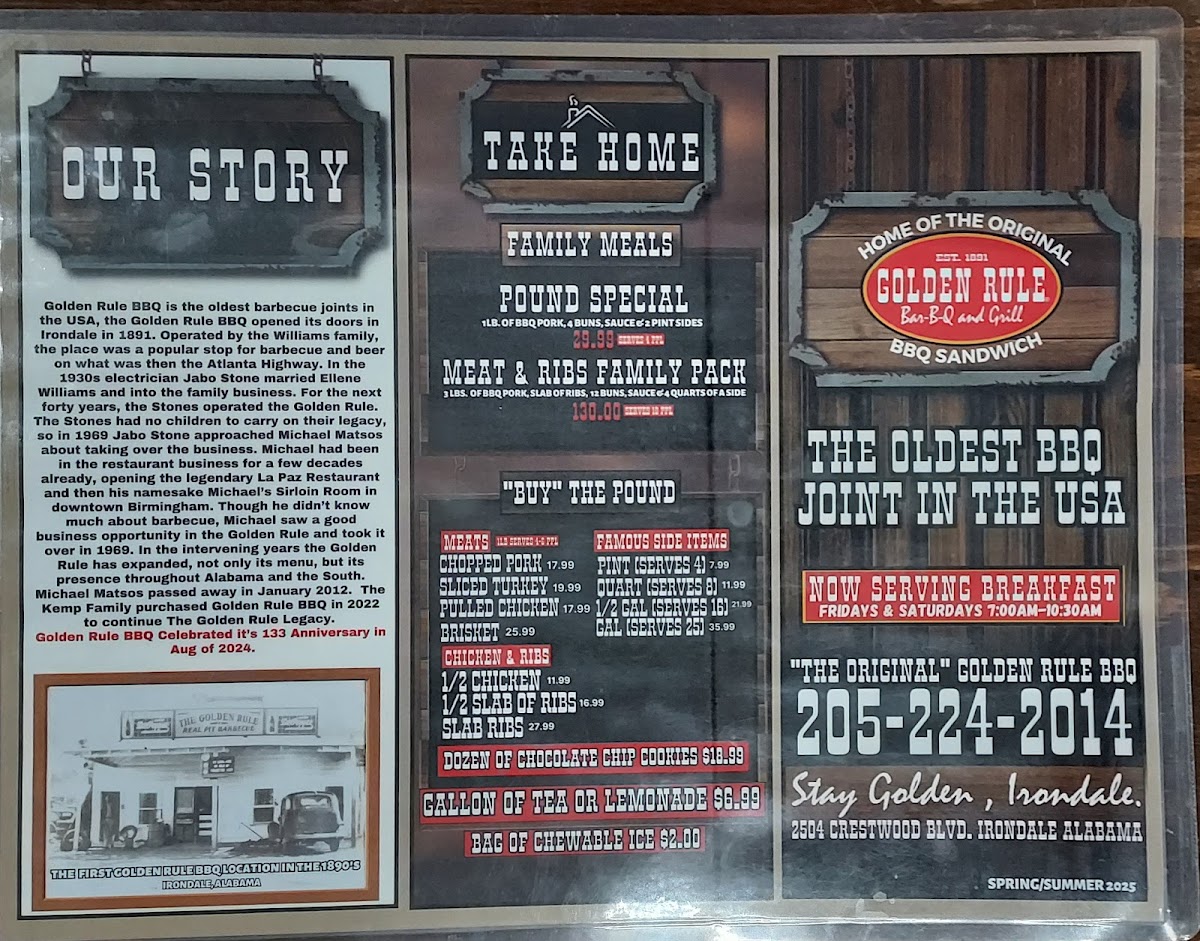 OUR STORY
Golden Rule BBQ is the oldest barbecue joints in
the USA, the Golden Rule BBQ opened its doors in
Irondale in 1891. Operated by the Williams family,
the place was a popular stop for barbecue and beer
on what was then the Atlanta Highway. In the
1930s electrician Jabo Stone married Ellene
Williams and into the family business. For the next
forty years, the Stones operated the Golden Rule.
The Stones had no children to carry on their legacy,
so in 1969 Jabo Stone approached Michael Matsos
about taking over the business. Michael had been
in the restaurant business for a few decades
already, opening the legendary La Paz Restaurant
and then his namesake Michael's Sirloin Room in
downtown Birmingham. Though he didn't know
much about barbecue, Michael saw a good
business opportunity in the Golden Rule and took it
over in 1969. In the intervening years the Golden
Rule has expanded, not only its menu, but its
presence throughout Alabama and the South.
Michael Matsos passed away in January 2012. The
Kemp Family purchased Golden Rule BBQ in 2022
to continue The Golden Rule Legacy.
Golden Rule BBQ Celebrated it's 133 Anniversary in
Aug of 2024.
THE GOLDEN RULE
REAL PIT BARBECUE
THE FIRST GOLDEN RULE BBQ LOCATION IN THE 1890'S
IRONDALE, ALABAMA
TAKE HOME
FAMILY MEALS
POUND SPECIAL
1 LB. OF BBQ PORK, 4 BUNS, SAUCE & 2 PINT SIDES
29.99 SERVES 4 PPL
MEAT & RIBS FAMILY PACK
3 LBS. OF BBQ PORK, SLAB OF RIBS, 12 BUNS, SAUCE & 4 QUARTS OF A SIDE
130.00 SERVES 12 PPL
"BUY" THE POUND
MEATS 1LB SERVES 4-5 PPL
CHOPPED PORK 17.99
SLICED TURKEY 19.99
PULLED CHICKEN 17.99
BRISKET 25.99
CHICKEN & RIBS
1/2 CHICKEN 11.99
1/2 SLAB OF RIBS 16.99
SLAB RIBS 27.99
FAMOUS SIDE ITEMS
PINT (SERVES 4) 7.99
QUART (SERVES 8) 11.99
1/2 GAL (SERVES 16) 21.99
GAL (SERVES 25) 35.99
DOZEN OF CHOCOLATE CHIP COOKIES $18.99
GALLON OF TEA OR LEMONADE $6.99
BAG OF CHEWABLE ICE $2.00
HOME OF THE ORIGINAL
EST. 1891
GOLDEN RULE
Bar-B-Q and Grill
BBQ SANDWICH
THE OLDEST BBQ
JOINT IN THE USA
NOW SERVING BREAKFAST
FRIDAYS & SATURDAYS 7:00AM-10:30AM
"THE ORIGINAL" GOLDEN RULE BBQ
205-224-2014
Stay Golden, Irondale.
2504 CRESTWOOD BLVD. IRONDALE ALABAMA
SPRING/SUMMER 2025